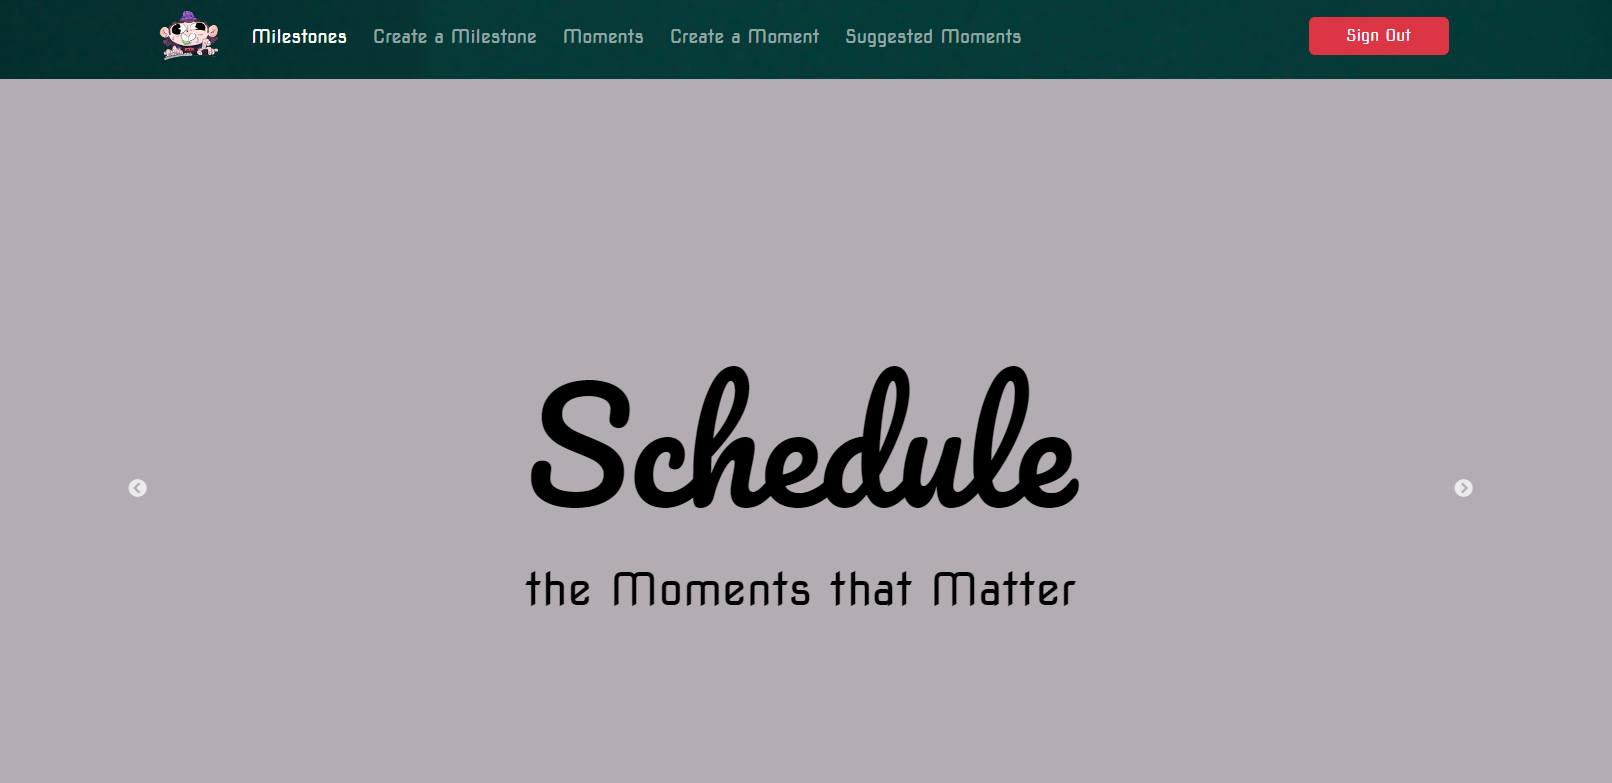 Milestones Create a Milestone Moments Create a Moment Suggested Moments Sign Out
Schedule
the Moments that Matter